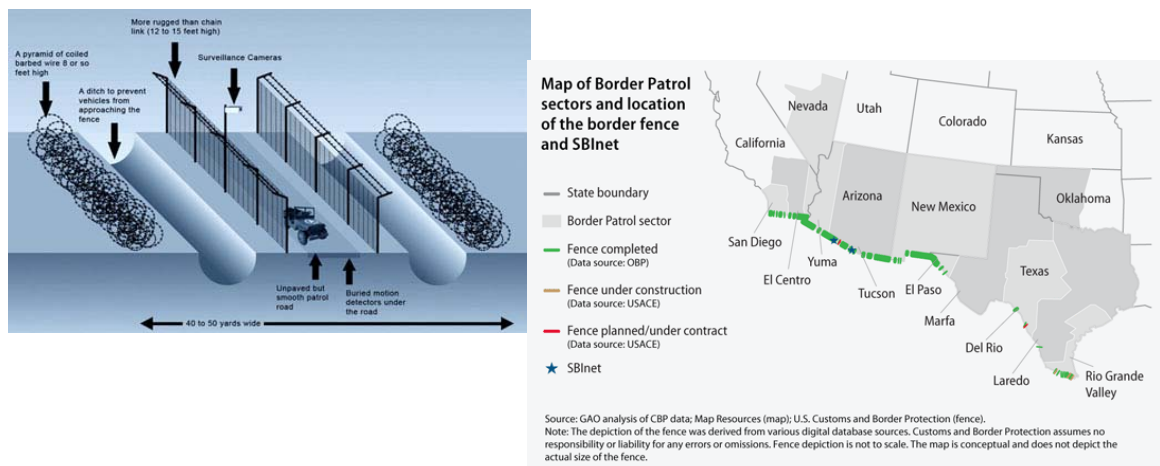 More rugged than chain
link (12 to 15 feet high)
A pyramid of coiled
barbed wire 8 or so
feet high
Surveillance Cameras
A ditch to prevent
vehicles from
approaching the
fence
Unpaved but
smooth patrol
road
Buried motion
detectors under
the road
40 to 50 yards wide
Map of Border Patrol
sectors and location
of the border fence
and SBInet
State boundary
Border Patrol sector
Fence completed
(Data source: OBP)
Fence under construction
(Data source: USACE)
Fence planned/under contract
(Data source: USACE)
SBInet
Nevada
Utah
Colorado
California
Kansas
Arizona
New Mexico
Oklahoma
San Diego
El Centro
Yuma
Tucson
El Paso
Texas
Marfa
Del Rio
Laredo
Rio Grande
Valley
Source: GAO analysis of CBP data; Map Resources (map); U.S. Customs and Border Protection (fence).
Note: The depiction of the fence was derived from various digital database sources. Customs and Border Protection assumes no
responsibility or liability for any errors or omissions. Fence depiction is not to scale. The map is conceptual and does not depict the
actual size of the fence.